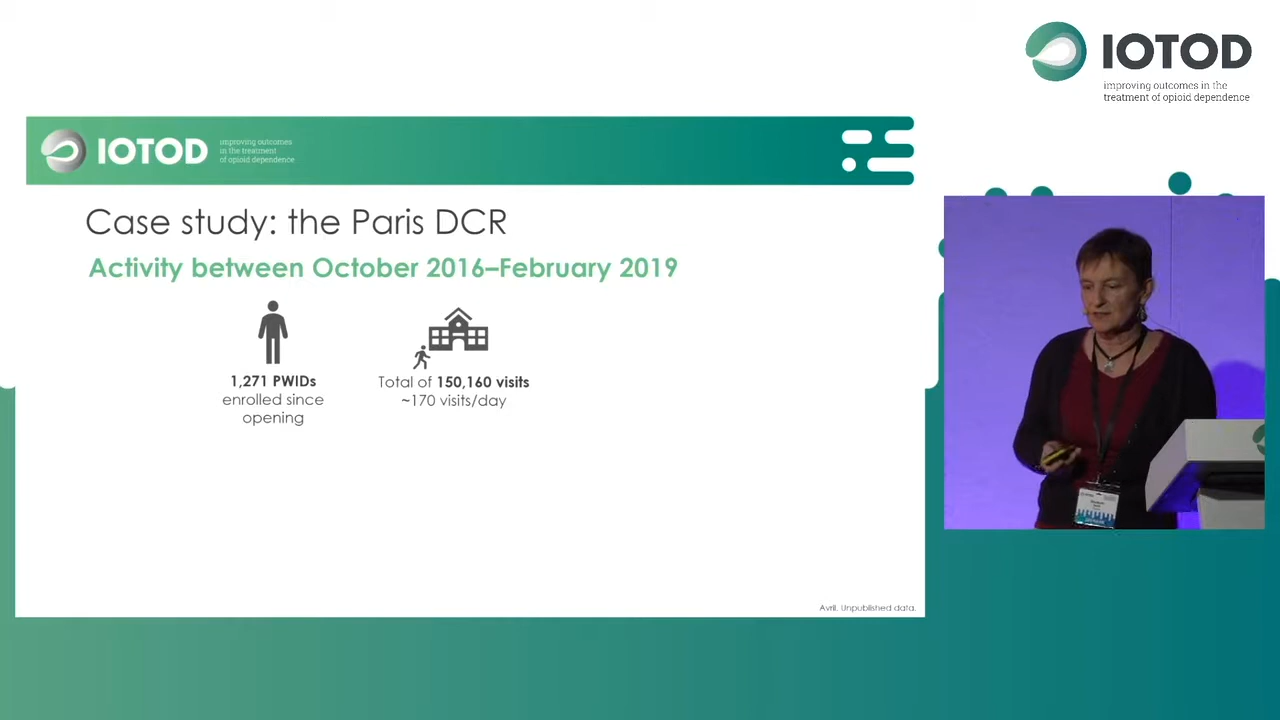 IOTOD
improving outcomes in the
treatment of opioid dependence
IOTOD
improving outcomes
in the treatment
of opioid dependence
Case study: the Paris DCR
Activity between October 2016–February 2019
1,271 PWIDs
enrolled since
opening
Total of 150,160 visits
~170 visits/day
Avril. Unpublished data.